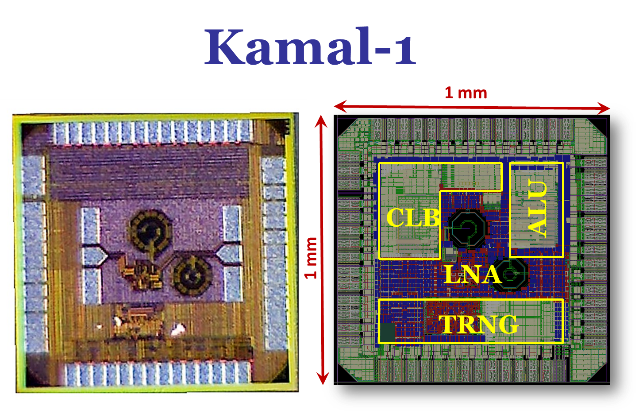 Kamal-1
1 mm
1 mm
CLB
ALU
LNA
TRNG